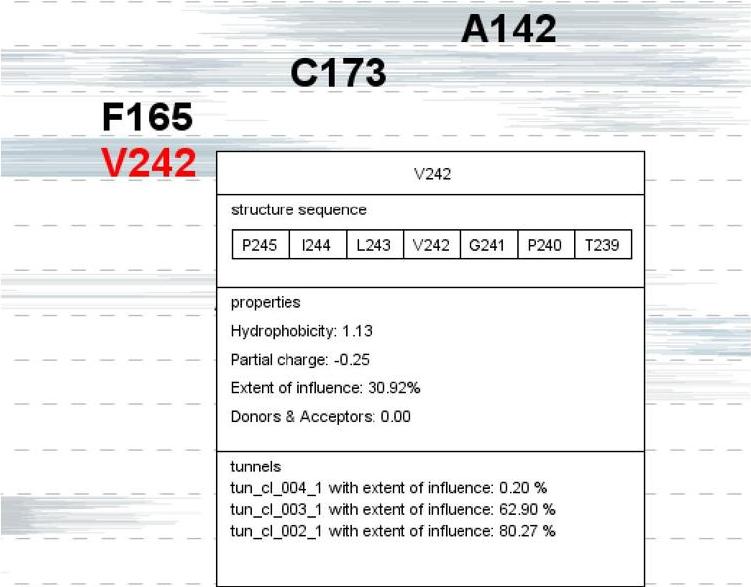 A142
C173
F165
V242
V242
structure sequence
P245 I244 L243 V242 G241 P240 T239
properties
Hydrophobicity: 1.13
Partial charge: -0.25
Extent of influence: 30.92%
Donors & Acceptors: 0.00
tunnels
tun_cl_004_1 with extent of influence: 0.20 %
tun_cl_003_1 with extent of influence: 62.90 %
tun_cl_002_1 with extent of influence: 80.27 %